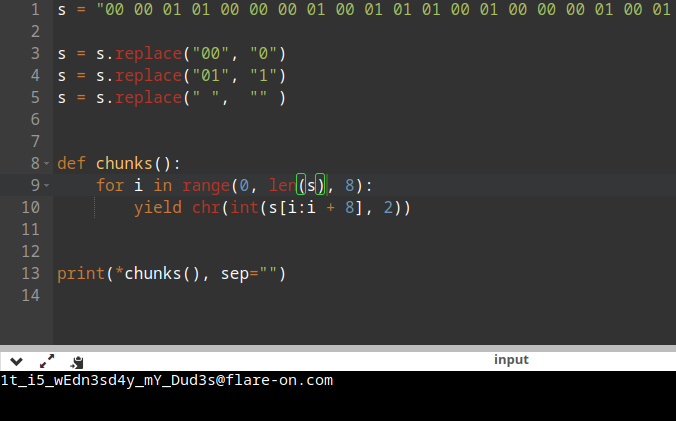 1 s = "00 00 01 01 00 00 00 01 00 01 01 01 00 01 00 00 00 01 00 01
2
3 s = s.replace("00", "0")
4 s = s.replace("01", "1")
5 s = s.replace(" ",  "" )
6
7
8 def chunks():
9     for i in range(0, len(s), 8):
10         yield chr(int(s[i:i + 8], 2))
11
12
13 print(*chunks(), sep="")
14
input
1t_i5_wEdn3sd4y_mY_Dud3s@flare-on.com